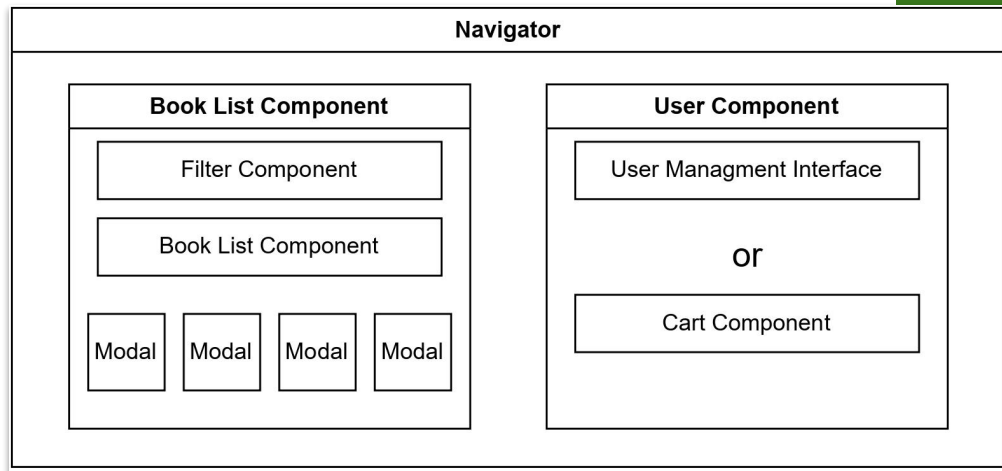 Navigator
Book List Component
Filter Component
Book List Component
Modal
Modal
Modal
Modal
User Component
User Managment Interface
or
Cart Component